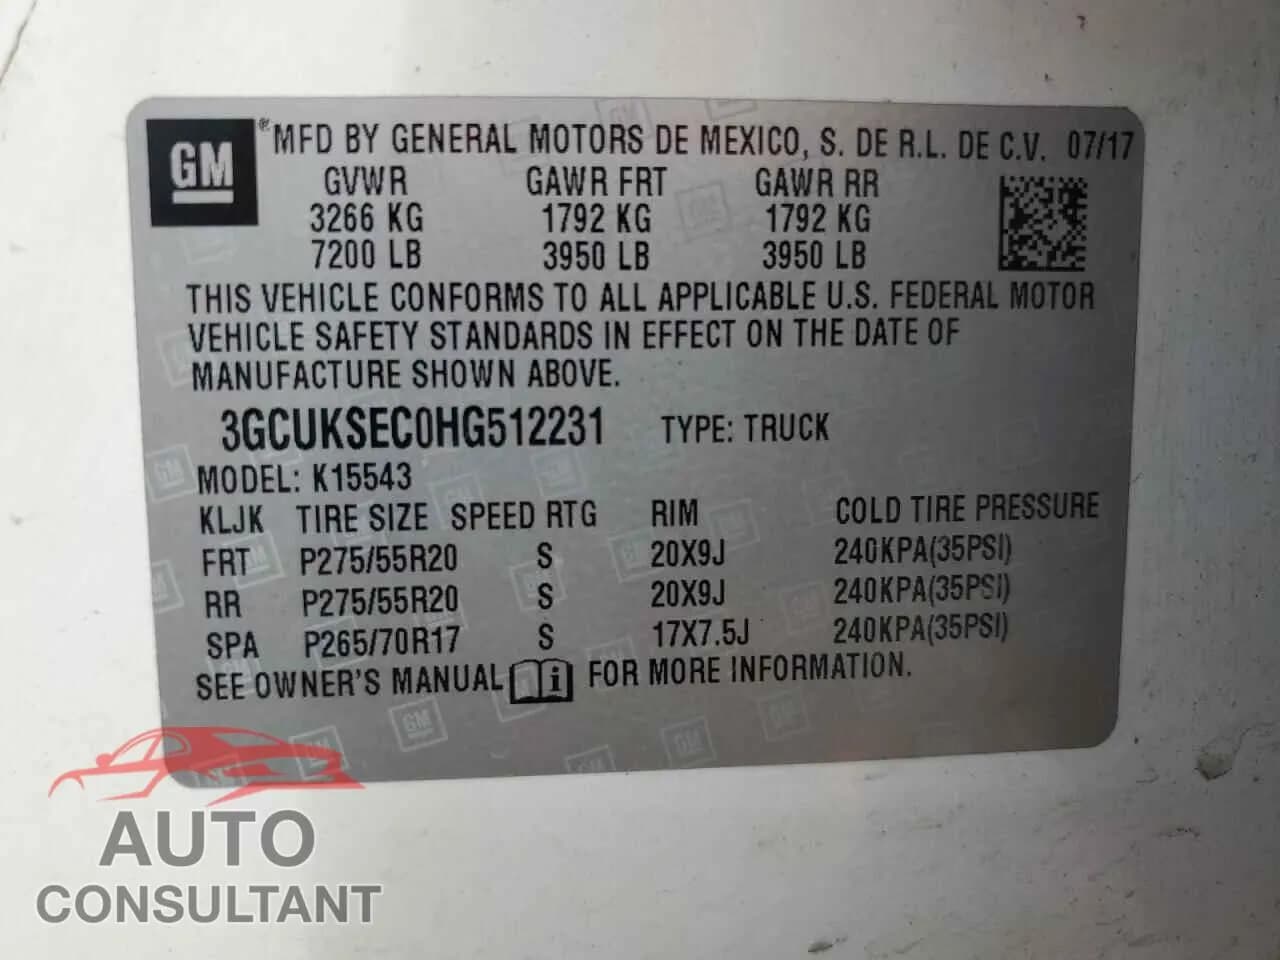 GM ® MFD BY GENERAL MOTORS DE MEXICO, S. DE R.L. DE C.V. 07/17
GVWR GAWR FRT GAWR RR
3266 KG 1792 KG 1792 KG
7200 LB 3950 LB 3950 LB
THIS VEHICLE CONFORMS TO ALL APPLICABLE U.S. FEDERAL MOTOR
VEHICLE SAFETY STANDARDS IN EFFECT ON THE DATE OF
MANUFACTURE SHOWN ABOVE.
3GCUKSEC0HG512231 TYPE: TRUCK
MODEL: K15543
KLJK TIRE SIZE SPEED RTG RIM COLD TIRE PRESSURE
FRT P275/55R20 S 20X9J 240KPA(35PSI)
RR P275/55R20 S 20X9J 240KPA(35PSI)
SPA P265/70R17 S 17X7.5J 240KPA(35PSI)
SEE OWNER'S MANUAL i FOR MORE INFORMATION.
AUTO
CONSULTANT